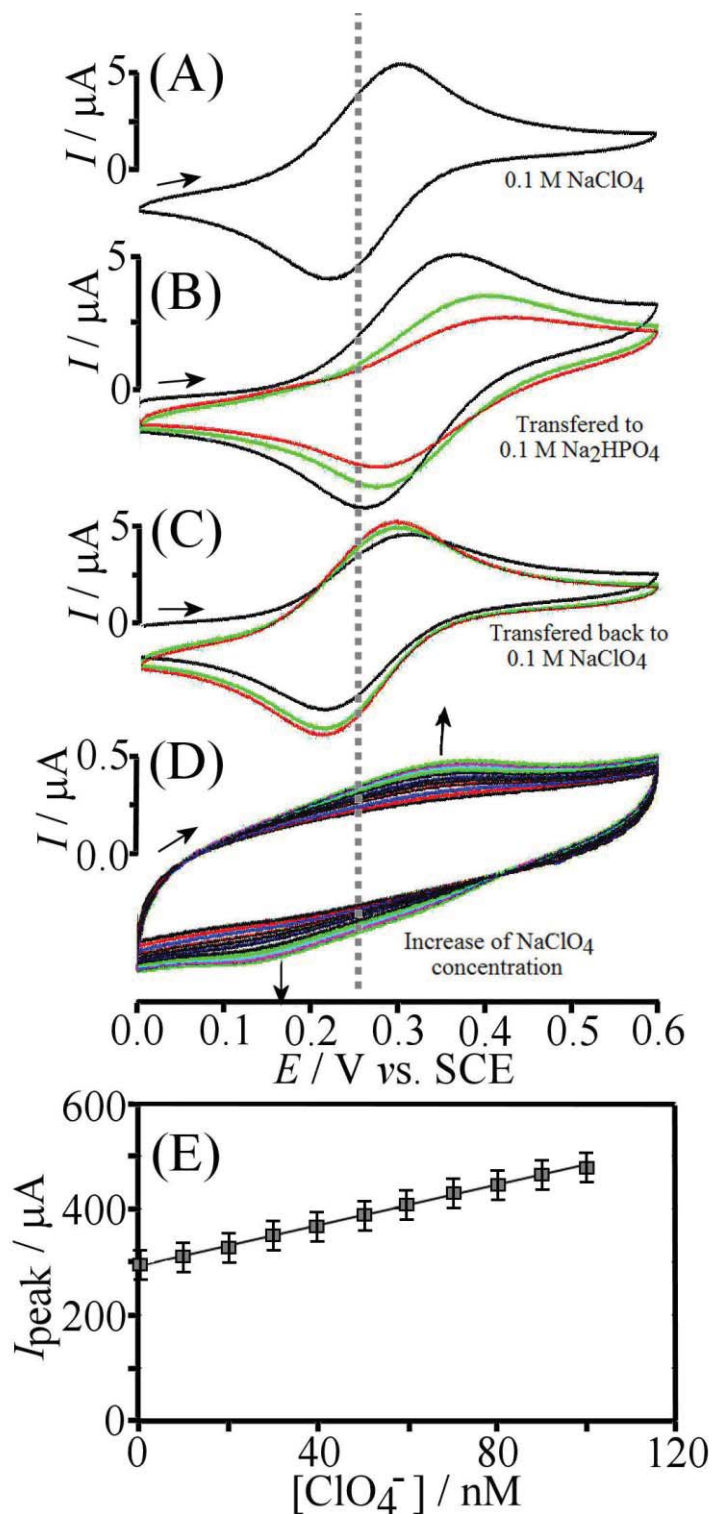 (A)
I / µA
5
0
0.1 M NaClO4
(B)
I / µA
5
0
Transfered to
0.1 M Na2HPO4
(C)
I / µA
5
0
Transfered back to
0.1 M NaClO4
(D)
I / µA
0.5
0.0
Increase of NaClO4
concentration
0.0 0.1 0.2 0.3 0.4 0.5 0.6
E / V vs. SCE
(E)
Ipeak / µA
600
400
200
0
0 40 80 120
[ClO4-] / nM